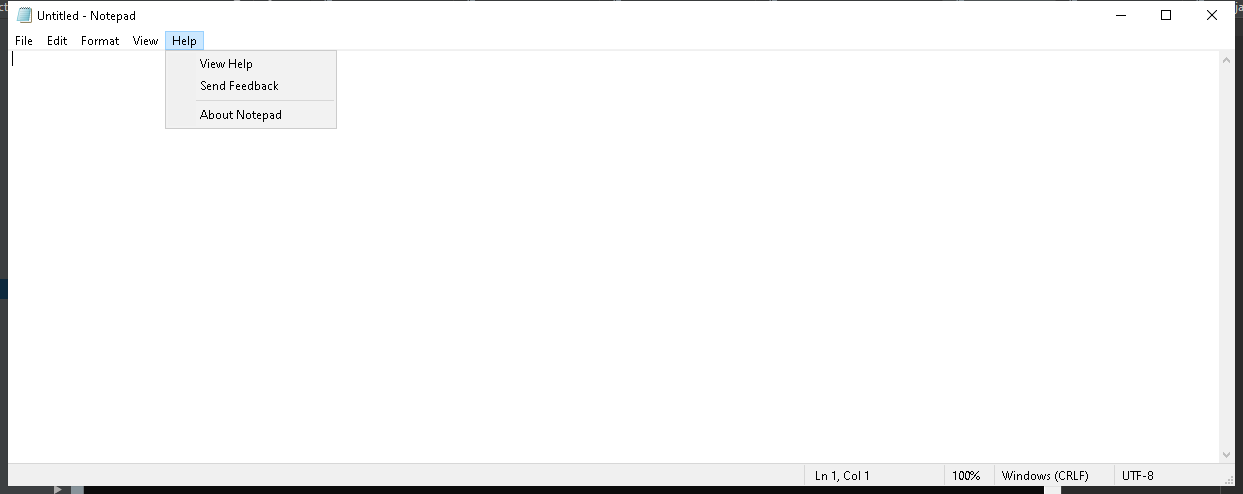 Untitled - Notepad
File Edit Format View Help
View Help
Send Feedback
About Notepad
Ln 1, Col 1 100% Windows (CRLF) UTF-8